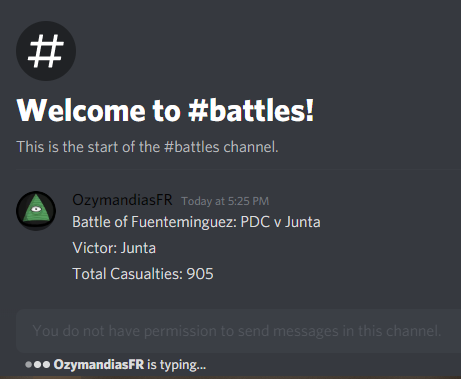 #
Welcome to #battles!
This is the start of the #battles channel.
OzymandiasFR Today at 5:25 PM
Battle of Fuenteminguez: PDC v Junta
Victor: Junta
Total Casualties: 905
You do not have permission to send messages in this channel.
OzymandiasFR is typing...